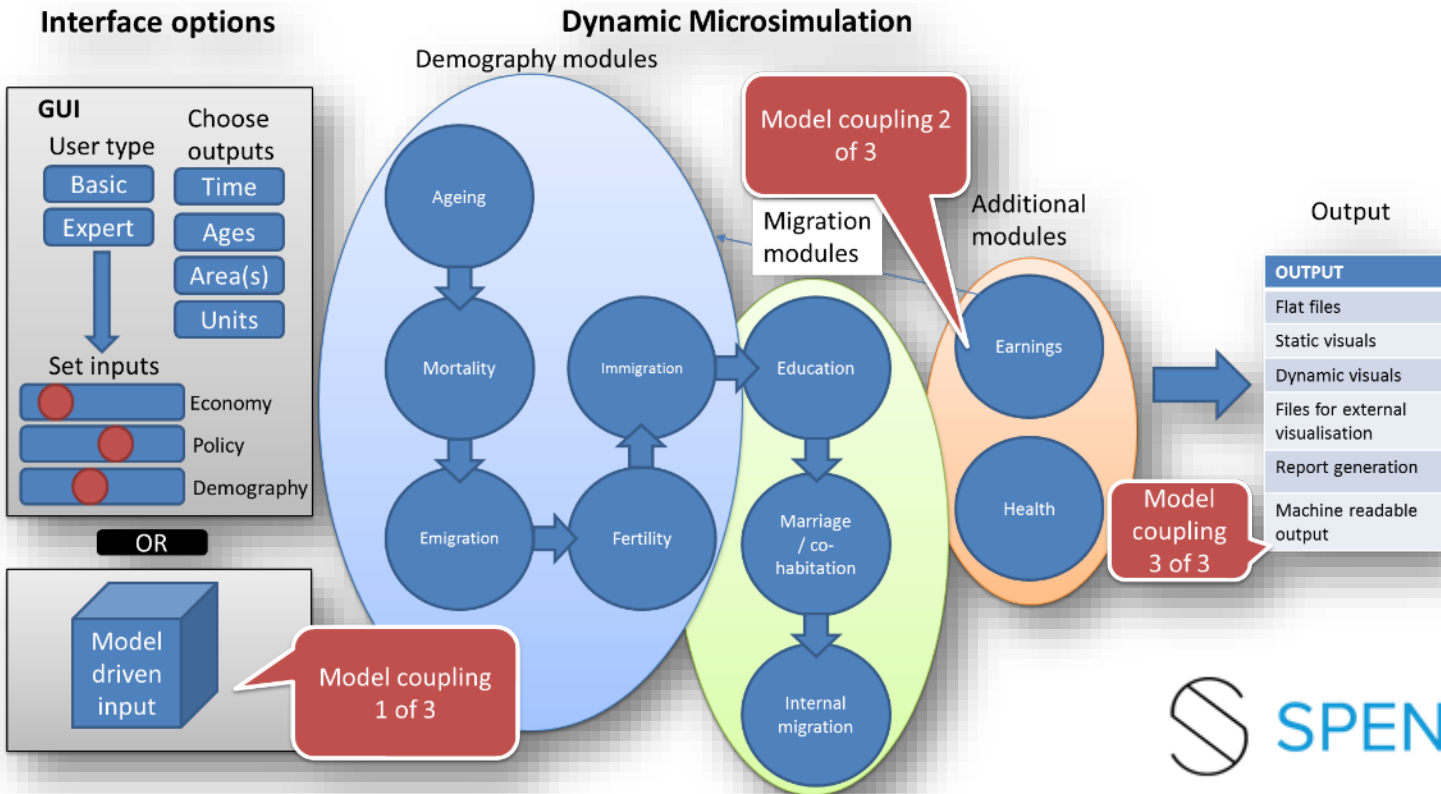 Interface options
GUI
User type
Basic
Expert
Choose
outputs
Time
Ages
Area(s)
Units
Set inputs
Economy
Policy
Demography
OR
Model
driven
input
Model coupling
1 of 3
Dynamic Microsimulation
Demography modules
Ageing
Mortality
Emigration
Fertility
Immigration
Migration
modules
Education
Marriage
/ co-
habitation
Internal
migration
Model coupling 2
of 3
Additional
modules
Earnings
Health
Output
OUTPUT
Flat files
Static visuals
Dynamic visuals
Files for external
visualisation
Report generation
Machine readable
output
Model
coupling
3 of 3
SPEN